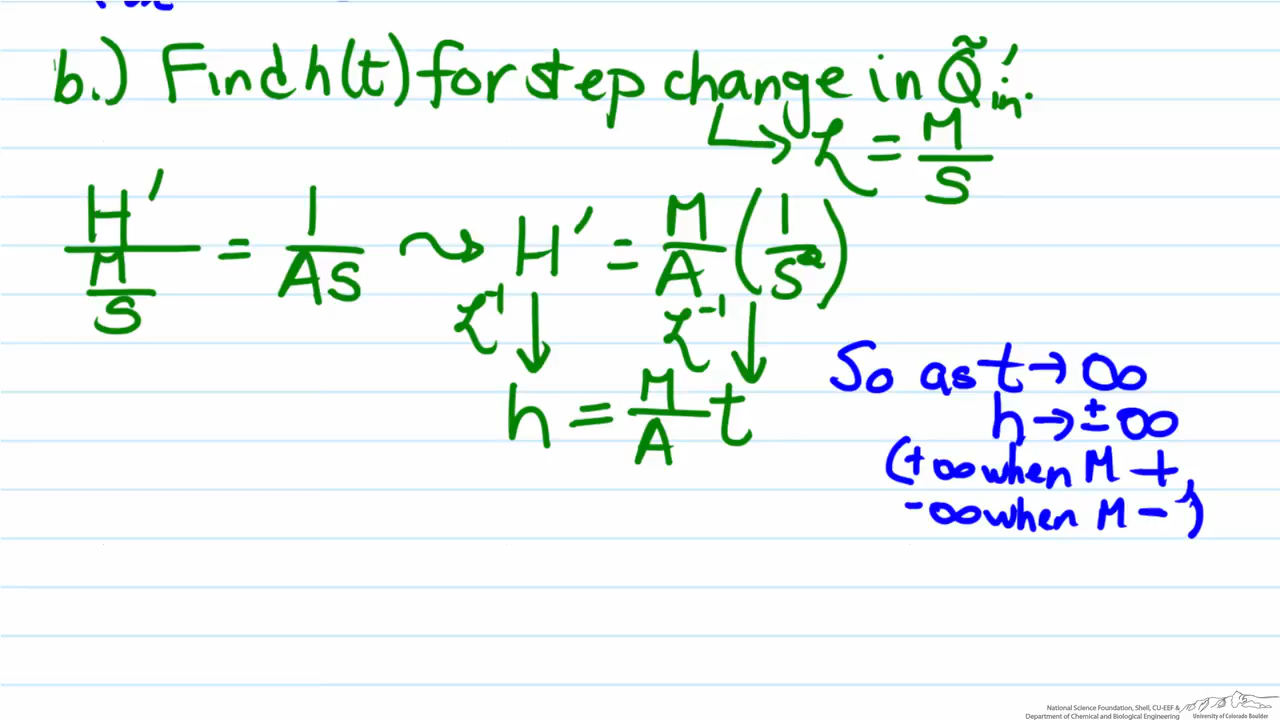 b.) Find h(t) for step change in Q̃'in.
↳ ℒ = M/S
H'/(M/S) = 1/AS ⤳ H' = M/A (1/S²)
ℒ⁻¹ ↓ ℒ⁻¹ ↓
h = M/A t
So as t → ∞
h → ±∞
(+∞ when M +,
-∞ when M -)
National Science Foundation, Shell, CU-EEF &
Department of Chemical and Biological Engineering
University of Colorado Boulder